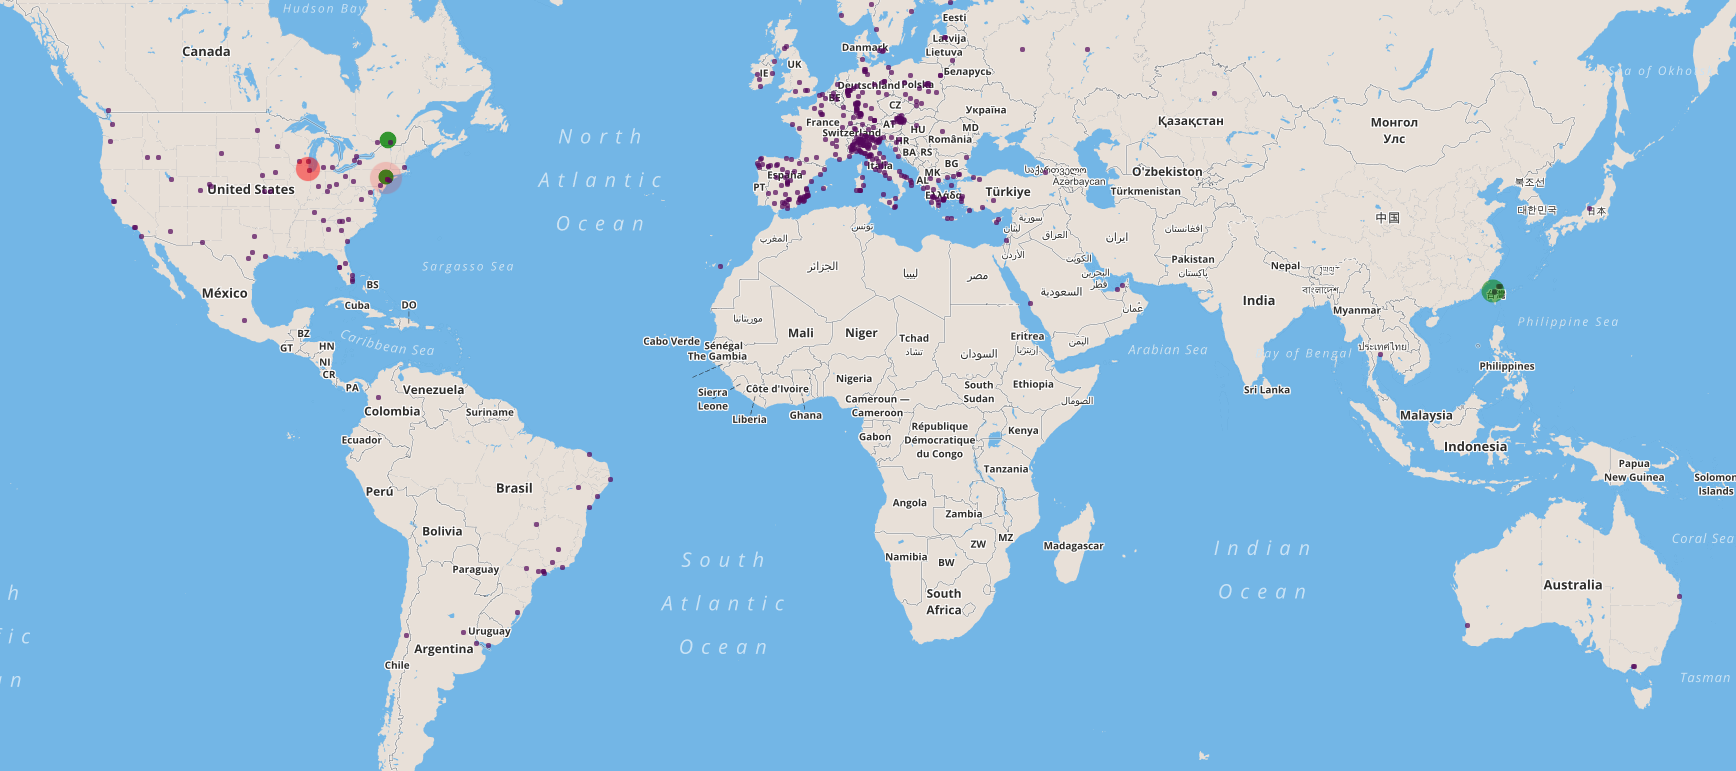 Hudson Bay
Canada
United States
México
BS
Cuba
DO
BZ
GT
HN
NI
CR
PA
Caribbean Sea
Sargasso Sea
North
Atlantic
Ocean
Venezuela
Colombia
Suriname
Ecuador
Perú
Brasil
Bolivia
Paraguay
Uruguay
Argentina
Chile
South
Atlantic
Ocean
Eesti
Latvija
Lietuva
Danmark
UK
IE
Беларусь
Deutschland
Polska
BE
CZ
Україна
France
AT
HU
MD
Switzerland
HR
România
BA
RS
Italia
BG
MK
AL
España
PT
Ελλάδα
Türkiye
საქართველო
Azərbaycan
Қазақстан
O'zbekiston
Türkmenistan
Монгол
Улс
中国
북조선
대한민국
日本
台灣
تونس
المغرب
الجزائر
ليبيا
مصر
سوريا
لبنان
العراق
الأردن
ایران
الكويت
البحرين
قطر
السعودية
عمان
اليمن
افغانستان
Pakistan
پاکستان
Nepal
India
বাংলাদেশ
Myanmar
ประเทศไทย
Sri Lanka
Philippines
Malaysia
Indonesia
Papua
New Guinea
Solomon
Islands
Australia
Philippine Sea
Arabian Sea
ay of Bengal
a of Okho
Coral Sea
Tasman
Indian
Ocean
موريتانيا
Mali
Niger
Tchad
تشاد
السودان
Eritrea
إرتريا
Cabo Verde
Sénégal
The Gambia
Sierra
Leone
Liberia
Côte d'Ivoire
Ghana
Nigeria
Cameroun —
Cameroon
South
Sudan
Ethiopia
الصومال
Gabon
République
Démocratique
du Congo
Kenya
Tanzania
Angola
Zambia
ZW
MZ
Madagascar
Namibia
BW
South
Africa
h
ic
n